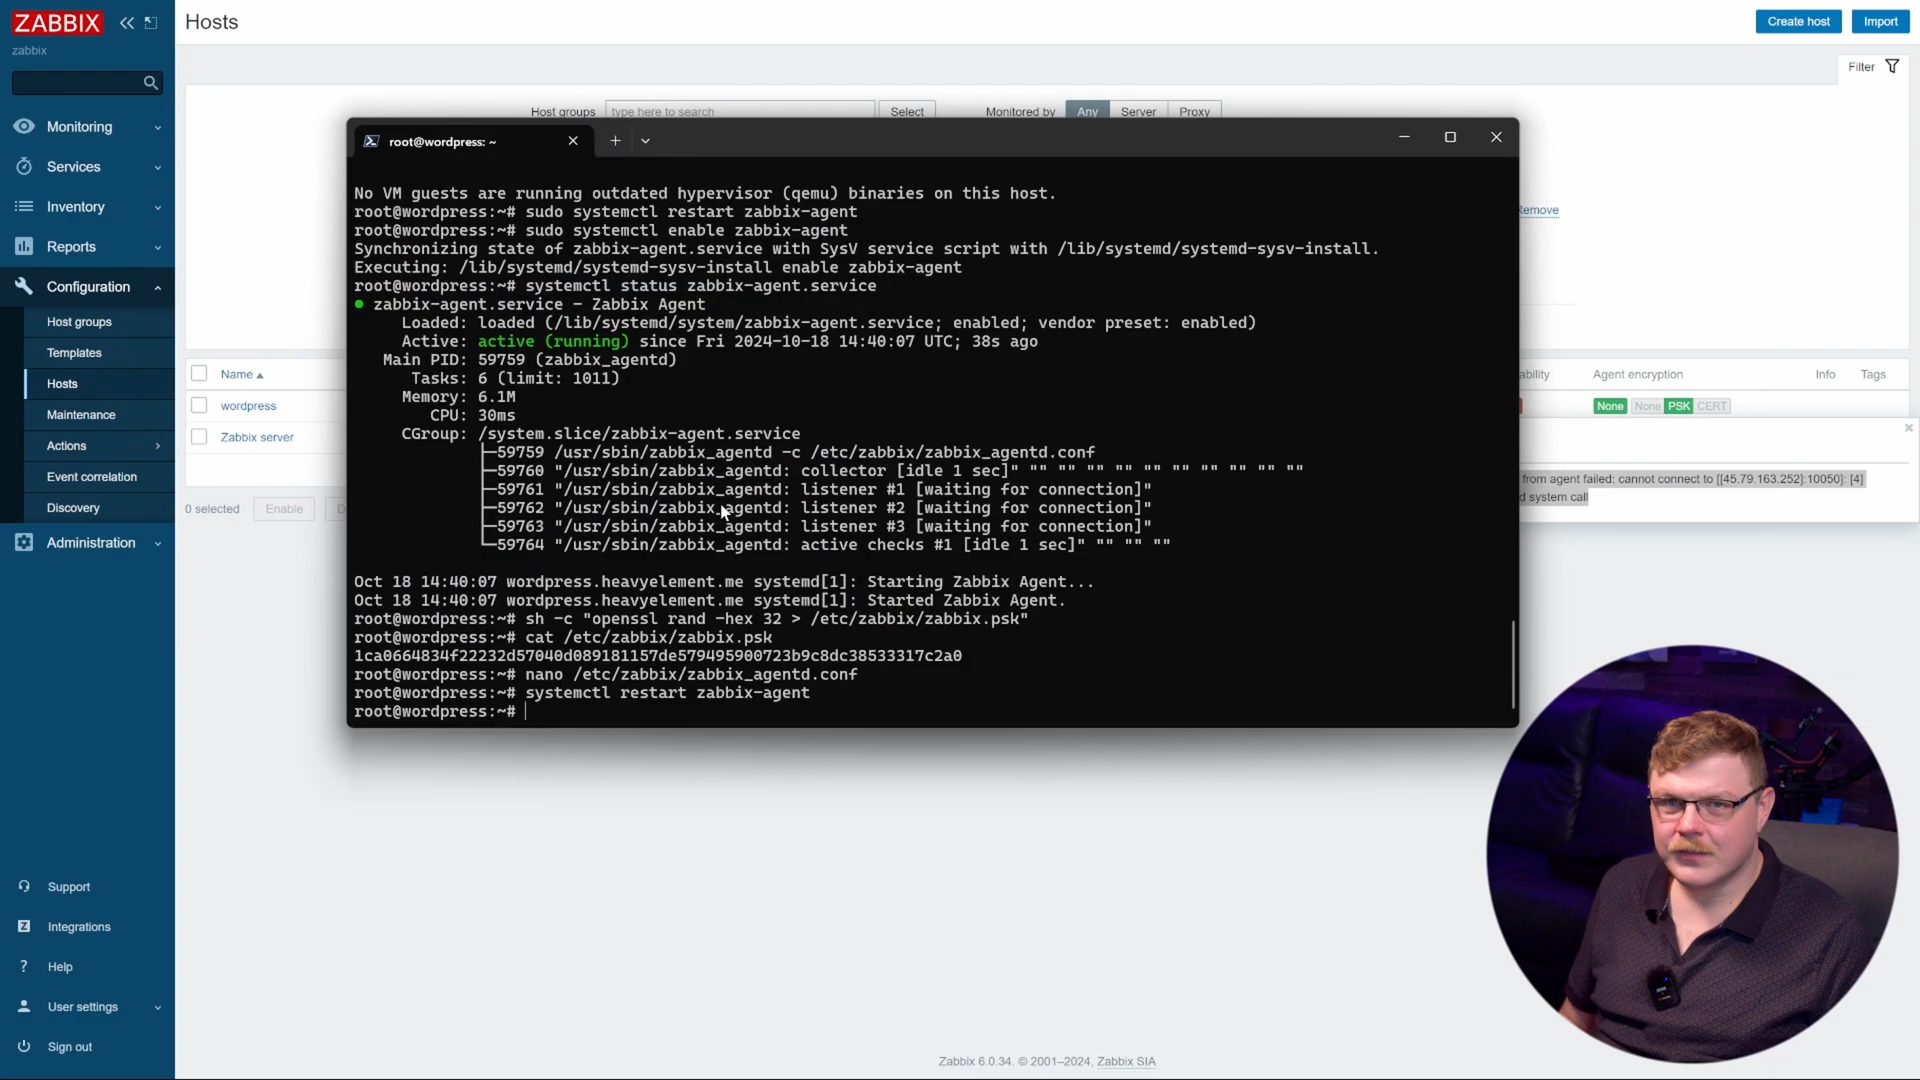 ZABBIX
zabbix
Hosts
Create host
Import
Filter
Monitoring
Services
Inventory
Reports
Configuration
Host groups
Templates
Hosts
Maintenance
Actions
Event correlation
Discovery
Administration
Support
Integrations
Help
User settings
Sign out
Host groups
type here to search
Select
Monitored by
Any
Server
Proxy
Remove
Name
wordpress
Zabbix server
0 selected
Enable
D
ability
Agent encryption
Info
Tags
None
None PSK CERT
from agent failed: cannot connect to [[45.79.163.252]:10050]: [4]
d system call
root@wordpress: ~
No VM guests are running outdated hypervisor (qemu) binaries on this host.
root@wordpress:~# sudo systemctl restart zabbix-agent
root@wordpress:~# sudo systemctl enable zabbix-agent
Synchronizing state of zabbix-agent.service with SysV service script with /lib/systemd/systemd-sysv-install.
Executing: /lib/systemd/systemd-sysv-install enable zabbix-agent
root@wordpress:~# systemctl status zabbix-agent.service
● zabbix-agent.service - Zabbix Agent
Loaded: loaded (/lib/systemd/system/zabbix-agent.service; enabled; vendor preset: enabled)
Active: active (running) since Fri 2024-10-18 14:40:07 UTC; 38s ago
Main PID: 59759 (zabbix_agentd)
Tasks: 6 (limit: 1011)
Memory: 6.1M
CPU: 30ms
CGroup: /system.slice/zabbix-agent.service
├─59759 /usr/sbin/zabbix_agentd -c /etc/zabbix/zabbix_agentd.conf
├─59760 "/usr/sbin/zabbix_agentd: collector [idle 1 sec]" "" "" "" "" "" "" "" "" "" ""
├─59761 "/usr/sbin/zabbix_agentd: listener #1 [waiting for connection]"
├─59762 "/usr/sbin/zabbix_agentd: listener #2 [waiting for connection]"
├─59763 "/usr/sbin/zabbix_agentd: listener #3 [waiting for connection]"
└─59764 "/usr/sbin/zabbix_agentd: active checks #1 [idle 1 sec]" "" "" ""
Oct 18 14:40:07 wordpress.heavyelement.me systemd[1]: Starting Zabbix Agent...
Oct 18 14:40:07 wordpress.heavyelement.me systemd[1]: Started Zabbix Agent.
root@wordpress:~# sh -c "openssl rand -hex 32 > /etc/zabbix/zabbix.psk"
root@wordpress:~# cat /etc/zabbix/zabbix.psk
1ca0664834f22232d57040d089181157de579495900723b9c8dc38533317c2a0
root@wordpress:~# nano /etc/zabbix/zabbix_agentd.conf
root@wordpress:~# systemctl restart zabbix-agent
root@wordpress:~#
Zabbix 6.0.34. © 2001–2024, Zabbix SIA